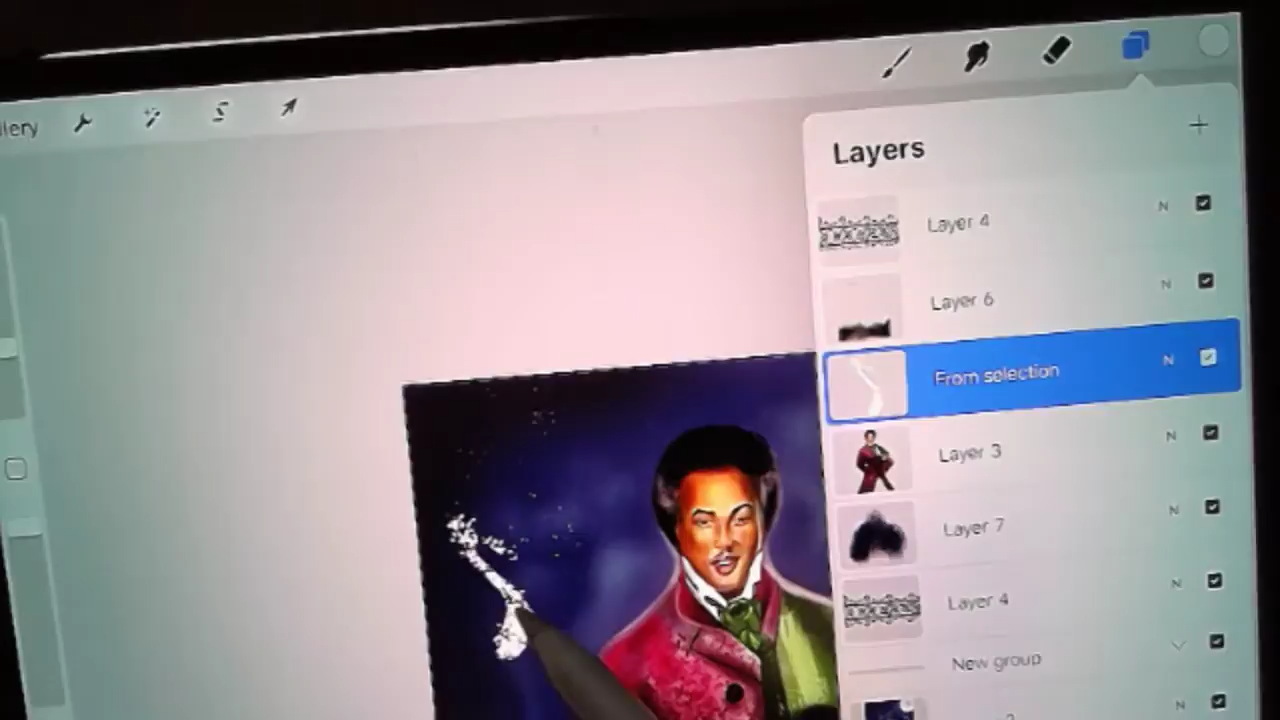 llery
Layers
Layer 4 N
Layer 6 N
From selection N
Layer 3 N
Layer 7 N
Layer 4 N
New group
N